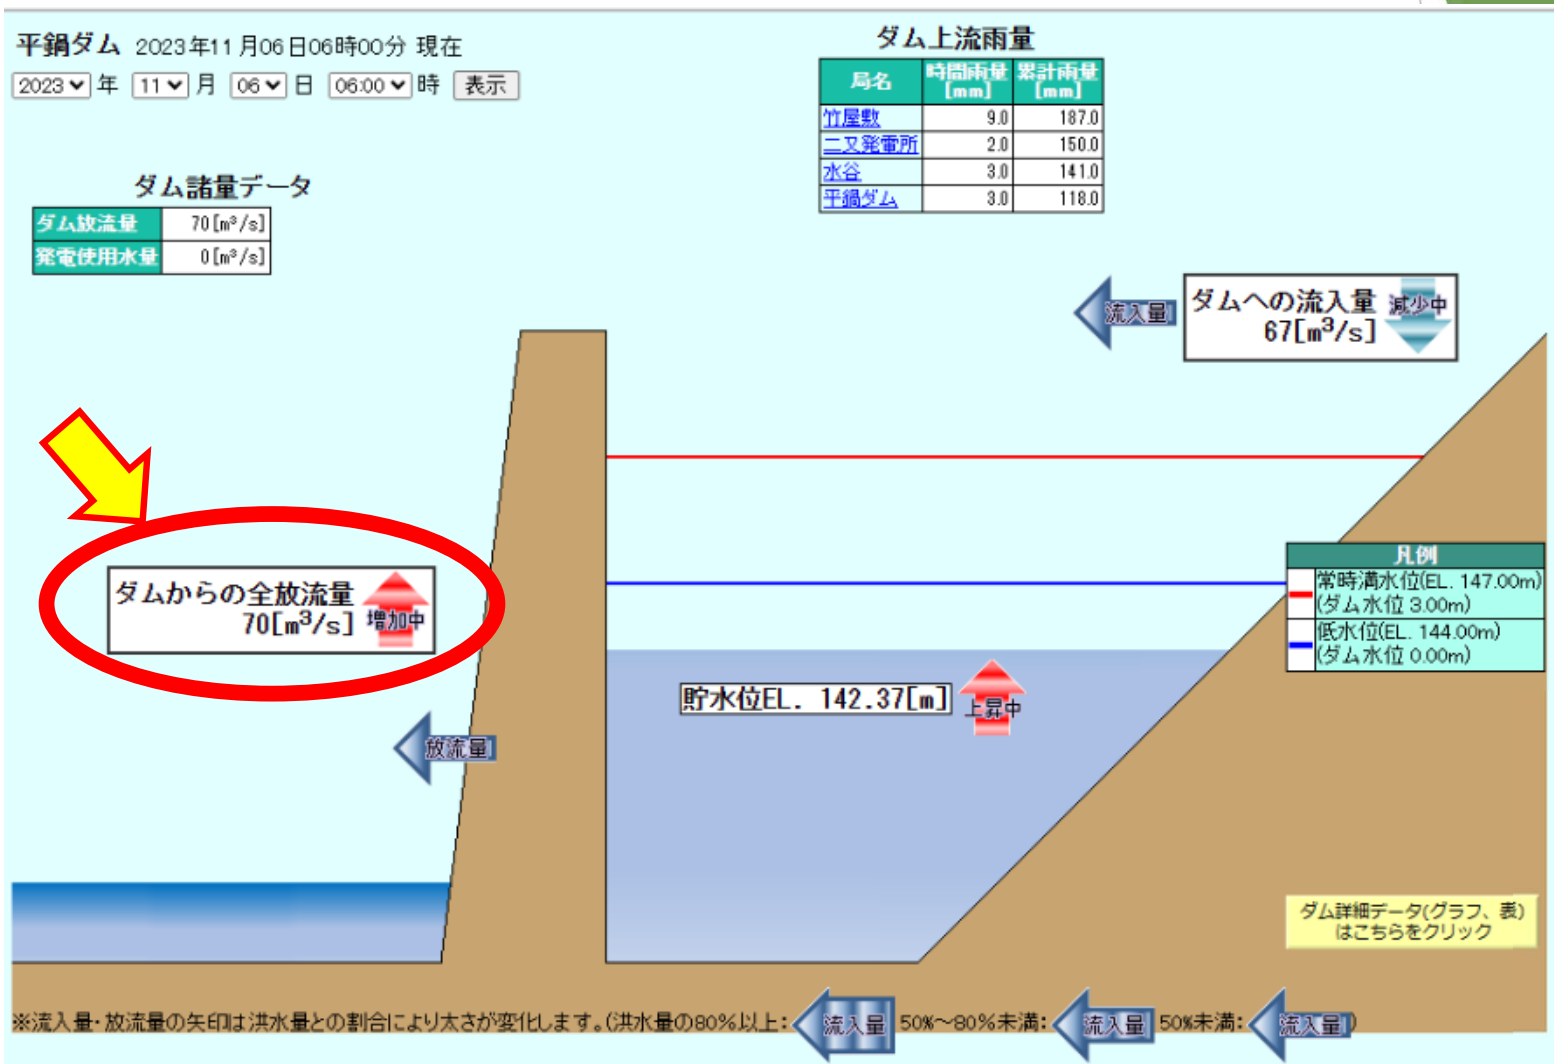 平鍋ダム 2023年11月06日06時00分 現在
2023 年 11 月 06 日 06:00 時 表示
ダム上流雨量
局名 時間雨量[mm] 累計雨量[mm]
竹屋敷 9.0 187.0
二又発電所 2.0 150.0
水谷 3.0 141.0
平鍋ダム 3.0 118.0
ダム諸量データ
ダム放流量 70[m³/s]
発電使用水量 0[m³/s]
流入量
ダムへの流入量
67[m³/s]
減少中
ダムからの全放流量
70[m³/s]
増加中
凡例
常時満水位(EL. 147.00m)
(ダム水位 3.00m)
低水位(EL. 144.00m)
(ダム水位 0.00m)
貯水位EL. 142.37[m]
上昇中
放流量
ダム詳細データ(グラフ、表)
はこちらをクリック
※流入量・放流量の矢印は洪水量との割合により太さが変化します。(洪水量の80%以上: 流入量 50%～80%未満: 流入量 50%未満: 流入量 )